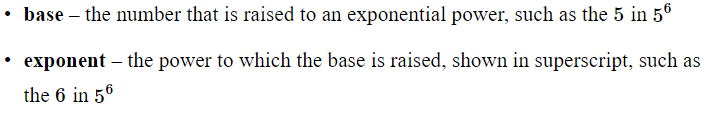 • base – the number that is raised to an exponential power, such as the 5 in 5⁶
• exponent – the power to which the base is raised, shown in superscript, such as
the 6 in 5⁶